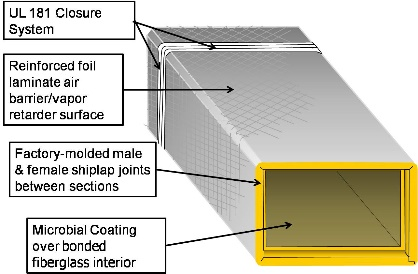 UL 181 Closure
System
Reinforced foil
laminate air
barrier/vapor
retarder surface
Factory-molded male
& female shiplap joints
between sections
Microbial Coating
over bonded
fiberglass interior